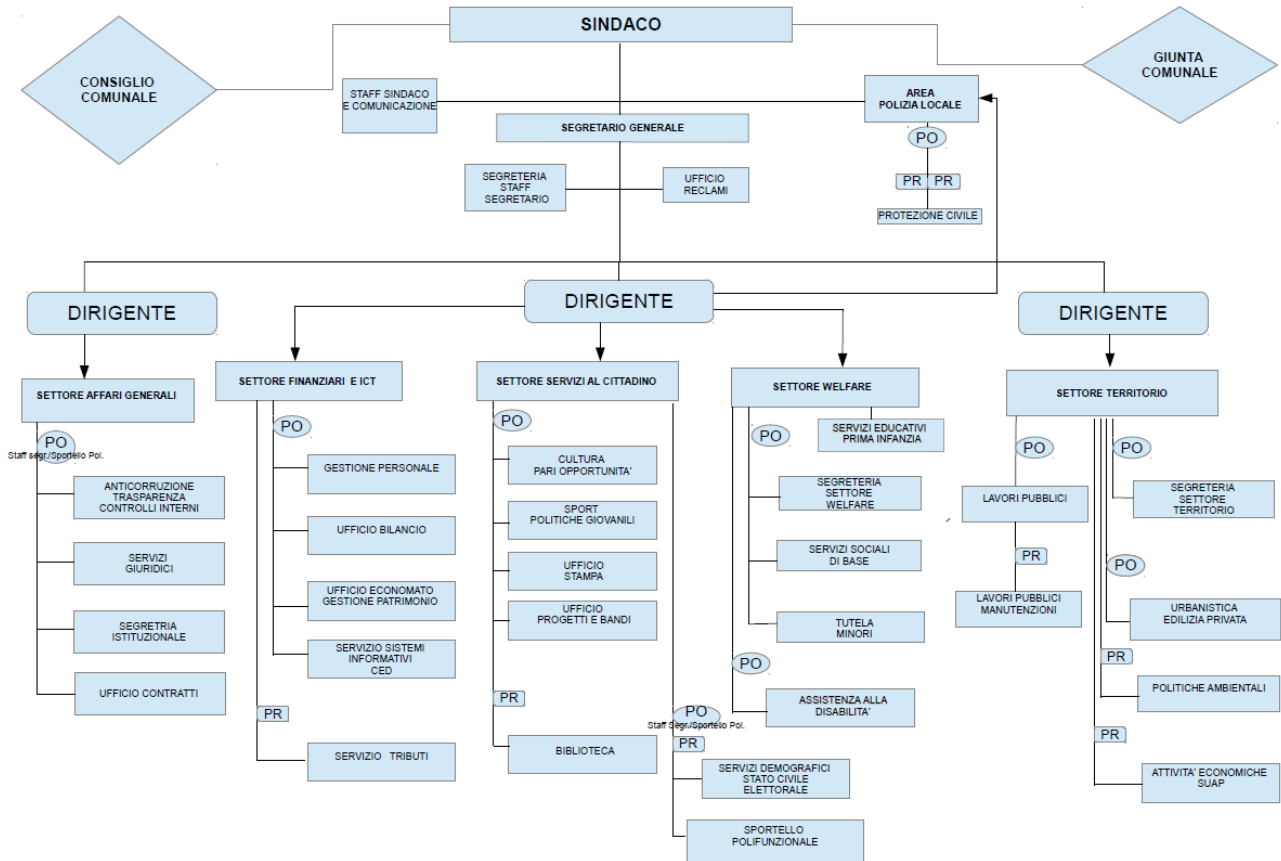 SINDACO
CONSIGLIO
COMUNALE
GIUNTA
COMUNALE
STAFF SINDACO
E COMUNICAZIONE
AREA
POLIZIA LOCALE
SEGRETARIO GENERALE
PO
SEGRETERIA
STAFF
SEGRETARIO
UFFICIO
RECLAMI
PR PR
PROTEZIONE CIVILE
DIRIGENTE
DIRIGENTE
DIRIGENTE
SETTORE AFFARI GENERALI
PO
Staff segr./Sportello Pol.
ANTICORRUZIONE
TRASPARENZA
CONTROLLI INTERNI
SERVIZI
GIURIDICI
SEGRETRIA
ISTITUZIONALE
UFFICIO CONTRATTI
SETTORE FINANZIARI E ICT
PO
GESTIONE PERSONALE
UFFICIO BILANCIO
UFFICIO ECONOMATO
GESTIONE PATRIMONIO
SERVIZIO SISTEMI
INFORMATIVI
CED
PR
SERVIZIO TRIBUTI
SETTORE SERVIZI AL CITTADINO
PO
CULTURA
PARI OPPORTUNITA'
SPORT
POLITICHE GIOVANILI
UFFICIO
STAMPA
UFFICIO
PROGETTI E BANDI
PR
BIBLIOTECA
PO
Staff Segr./Sportello Pol.
PR
SERVIZI DEMOGRAFICI
STATO CIVILE
ELETTORALE
SPORTELLO
POLIFUNZIONALE
SETTORE WELFARE
SERVIZI EDUCATIVI
PRIMA INFANZIA
PO
SEGRETERIA
SETTORE
WELFARE
SERVIZI SOCIALI
DI BASE
TUTELA
MINORI
PO
ASSISTENZA ALLA
DISABILITA'
SETTORE TERRITORIO
PO
LAVORI PUBBLICI
PR
LAVORI PUBBLICI
MANUTENZIONI
PO
SEGRETERIA
SETTORE
TERRITORIO
PO
URBANISTICA
EDILIZIA PRIVATA
PR
POLITICHE AMBIENTALI
PR
ATTIVITA' ECONOMICHE
SUAP